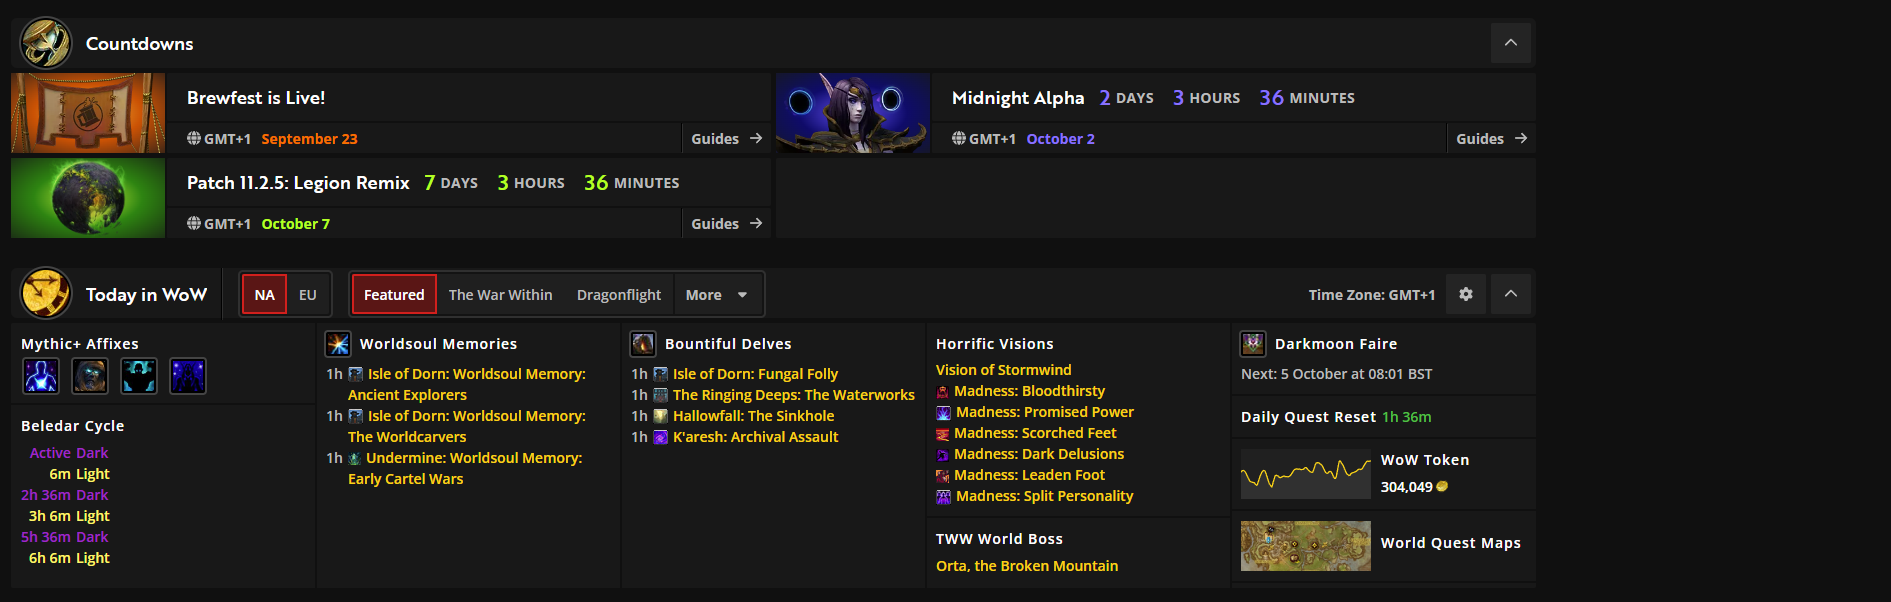 Countdowns
Brewfest is Live!
GMT+1 September 23 Guides
Midnight Alpha 2 DAYS 3 HOURS 36 MINUTES
GMT+1 October 2 Guides
Patch 11.2.5: Legion Remix 7 DAYS 3 HOURS 36 MINUTES
GMT+1 October 7 Guides
Today in WoW NA EU Featured The War Within Dragonflight More Time Zone: GMT+1
Mythic+ Affixes
Beledar Cycle
Active Dark
6m Light
2h 36m Dark
3h 6m Light
5h 36m Dark
6h 6m Light
Worldsoul Memories
1h Isle of Dorn: Worldsoul Memory:
Ancient Explorers
1h Isle of Dorn: Worldsoul Memory:
The Worldcarvers
1h Undermine: Worldsoul Memory:
Early Cartel Wars
Bountiful Delves
1h Isle of Dorn: Fungal Folly
1h The Ringing Deeps: The Waterworks
1h Hallowfall: The Sinkhole
1h K'aresh: Archival Assault
Horrific Visions
Vision of Stormwind
Madness: Bloodthirsty
Madness: Promised Power
Madness: Scorched Feet
Madness: Dark Delusions
Madness: Leaden Foot
Madness: Split Personality
TWW World Boss
Orta, the Broken Mountain
Darkmoon Faire
Next: 5 October at 08:01 BST
Daily Quest Reset 1h 36m
WoW Token
304,049
World Quest Maps